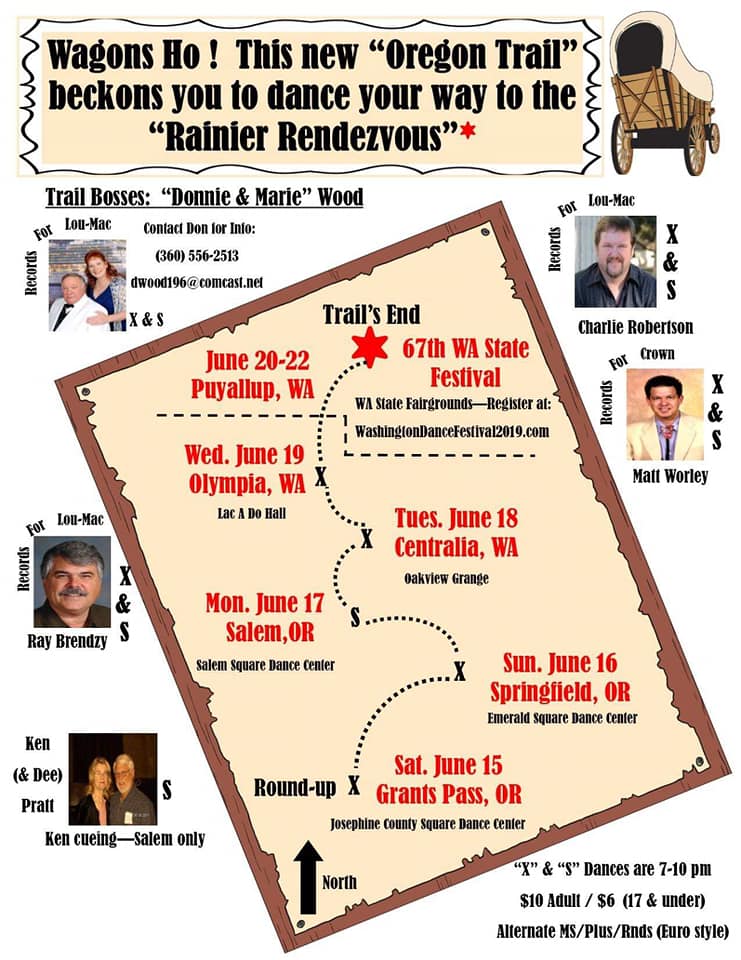 Wagons Ho ! This new “Oregon Trail”
beckons you to dance your way to the
“Rainier Rendezvous”*
Trail Bosses: “Donnie & Marie” Wood
For Lou-Mac
Records
X & S
Contact Don for Info:
(360) 556-2513
dwood196@comcast.net
For Lou-Mac
Records
X & S
Charlie Robertson
For Crown
Records
X & S
Matt Worley
Trail's End
June 20-22
Puyallup, WA
67th WA State
Festival
WA State Fairgrounds—Register at:
WashingtonDanceFestival2019.com
Wed. June 19
Olympia, WA
X
Lac A Do Hall
Tues. June 18
X
Centralia, WA
Oakview Grange
For Lou-Mac
Records
X & S
Ray Brendzy
Mon. June 17
Salem,OR
S
Salem Square Dance Center
Sun. June 16
X
Springfield, OR
Emerald Square Dance Center
Ken
(& Dee)
Pratt
S
Ken cueing—Salem only
Sat. June 15
Round-up X
Grants Pass, OR
Josephine County Square Dance Center
North
“X” & “S” Dances are 7-10 pm
$10 Adult / $6 (17 & under)
Alternate MS/Plus/Rnds (Euro style)